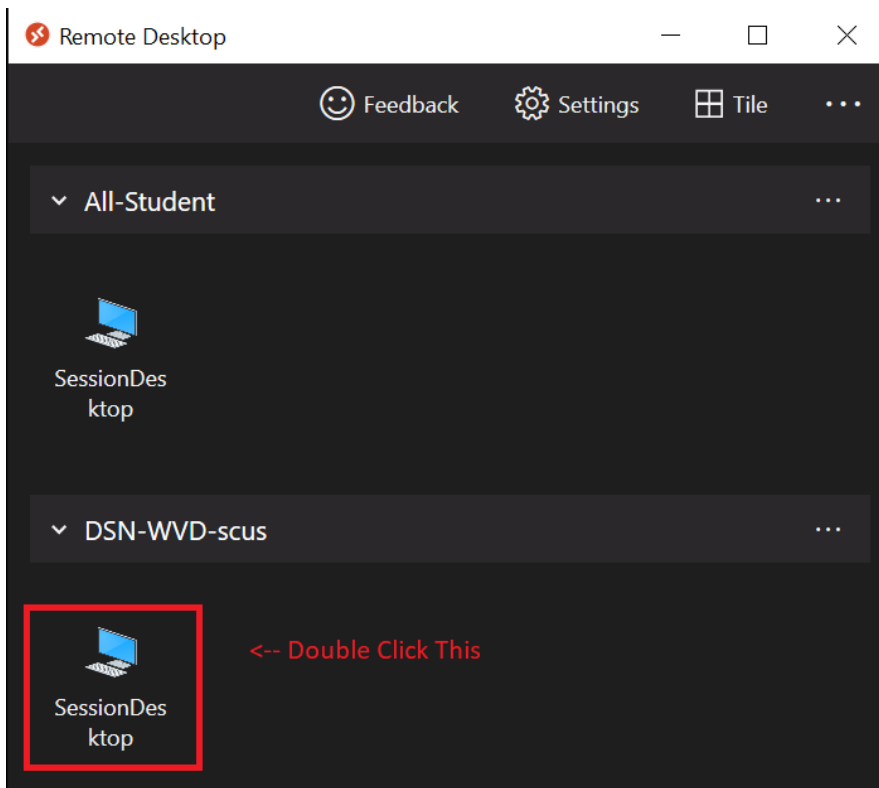 Remote Desktop
Feedback Settings Tile ...
All-Student ...
SessionDes
ktop
DSN-WVD-scus ...
<-- Double Click This
SessionDes
ktop